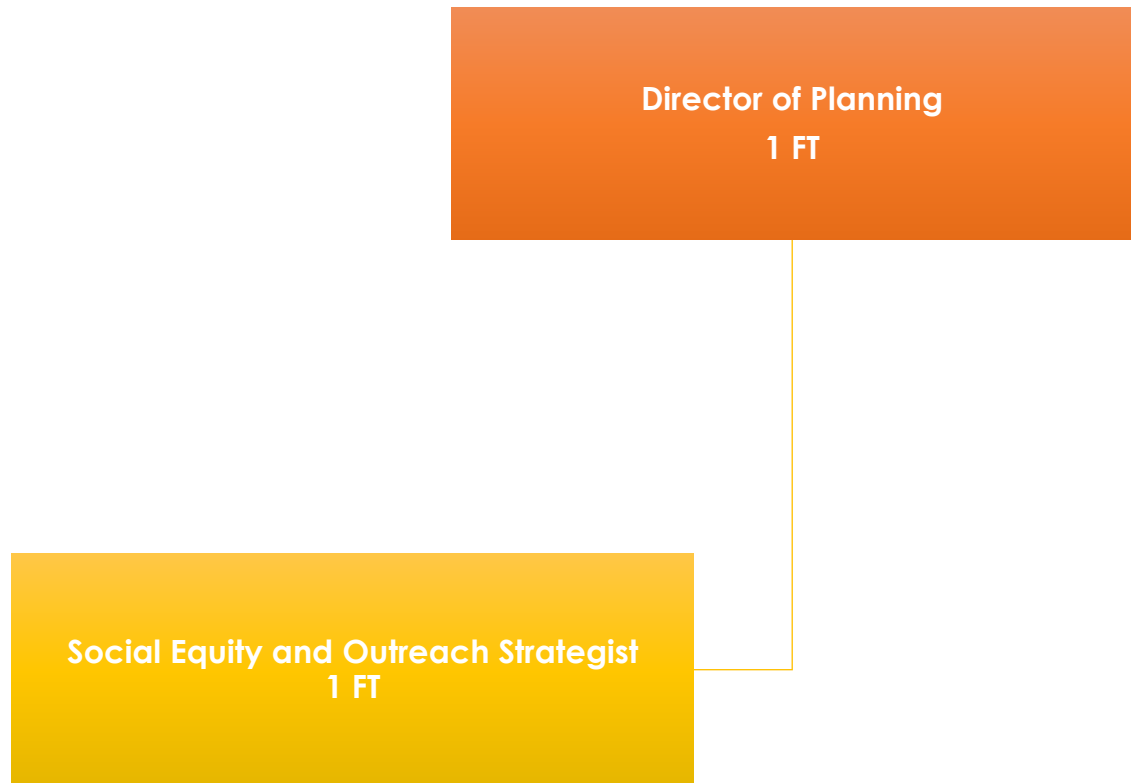 Director of Planning
1 FT
Social Equity and Outreach Strategist
1 FT